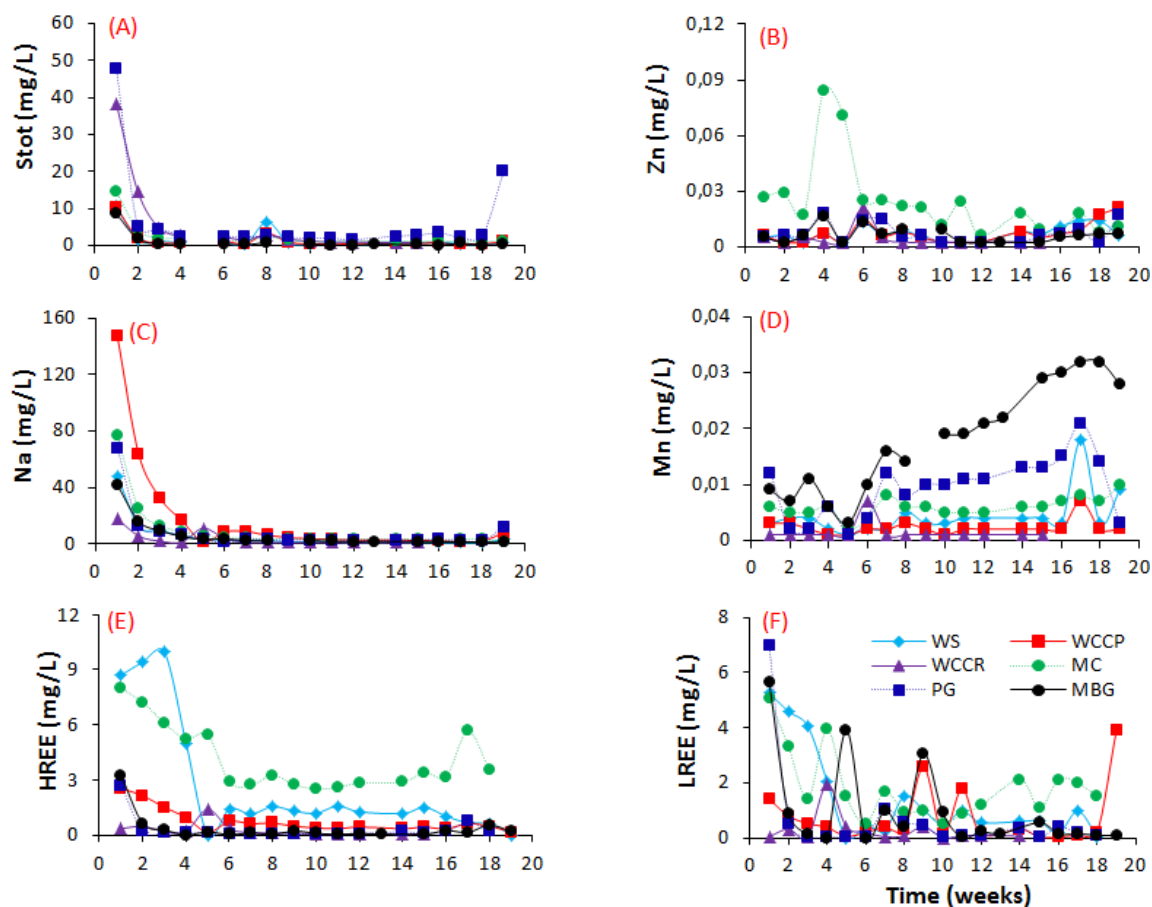 (A)
Stot (mg/L)
60
50
40
30
20
10
0
0 2 4 6 8 10 12 14 16 18 20
(B)
Zn (mg/L)
0,12
0,09
0,06
0,03
0
0 2 4 6 8 10 12 14 16 18 20
(C)
Na (mg/L)
160
120
80
40
0
0 2 4 6 8 10 12 14 16 18 20
(D)
Mn (mg/L)
0,04
0,03
0,02
0,01
0
0 2 4 6 8 10 12 14 16 18 20
(E)
HREE (mg/L)
12
9
6
3
0
0 2 4 6 8 10 12 14 16 18 20
(F)
LREE (mg/L)
8
6
4
2
0
WS WCCP
WCCR MC
PG MBG
0 2 4 6 8 10 12 14 16 18 20
Time (weeks)